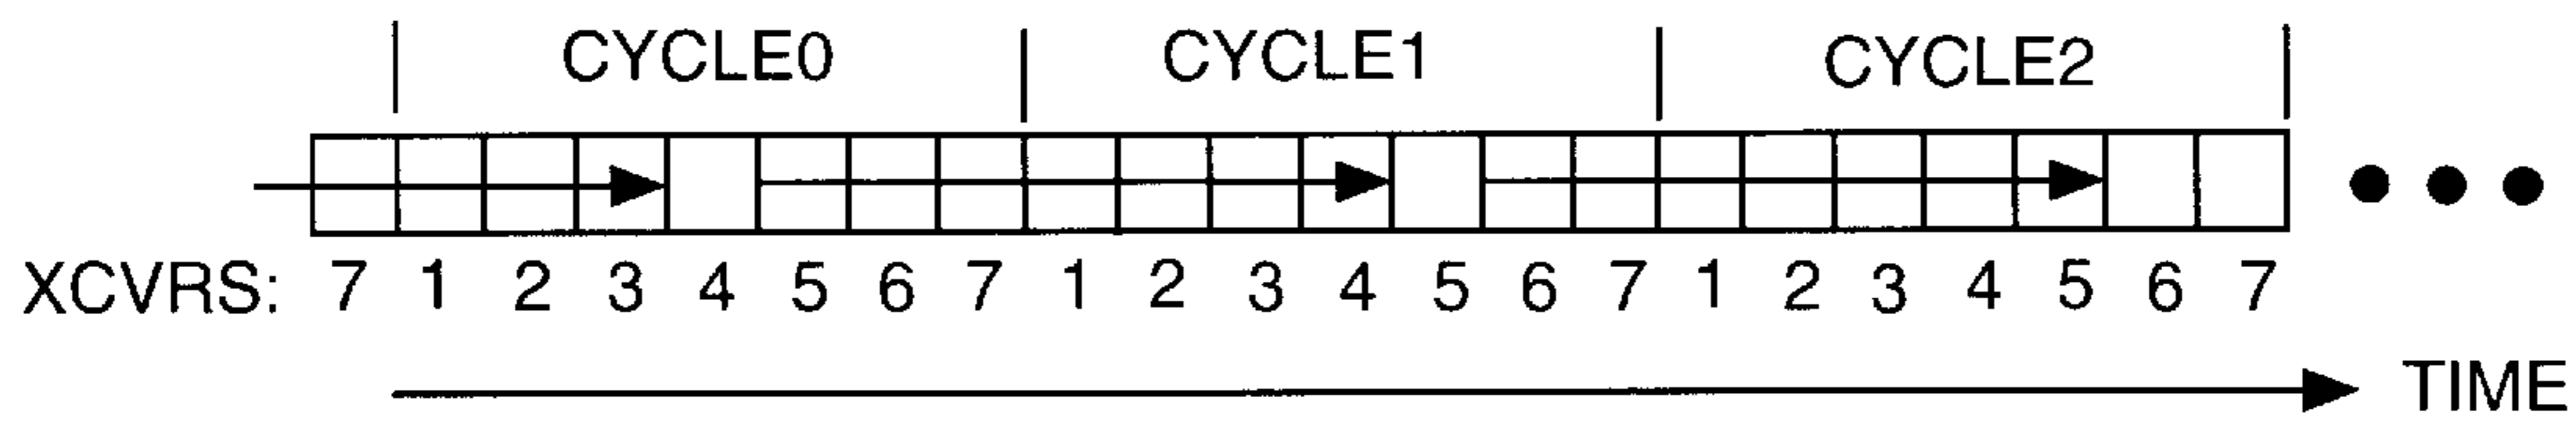 CYCLE0 CYCLE1 CYCLE2
XCVRS: 7 1 2 3 4 5 6 7 1 2 3 4 5 6 7 1 2 3 4 5 6 7
TIME